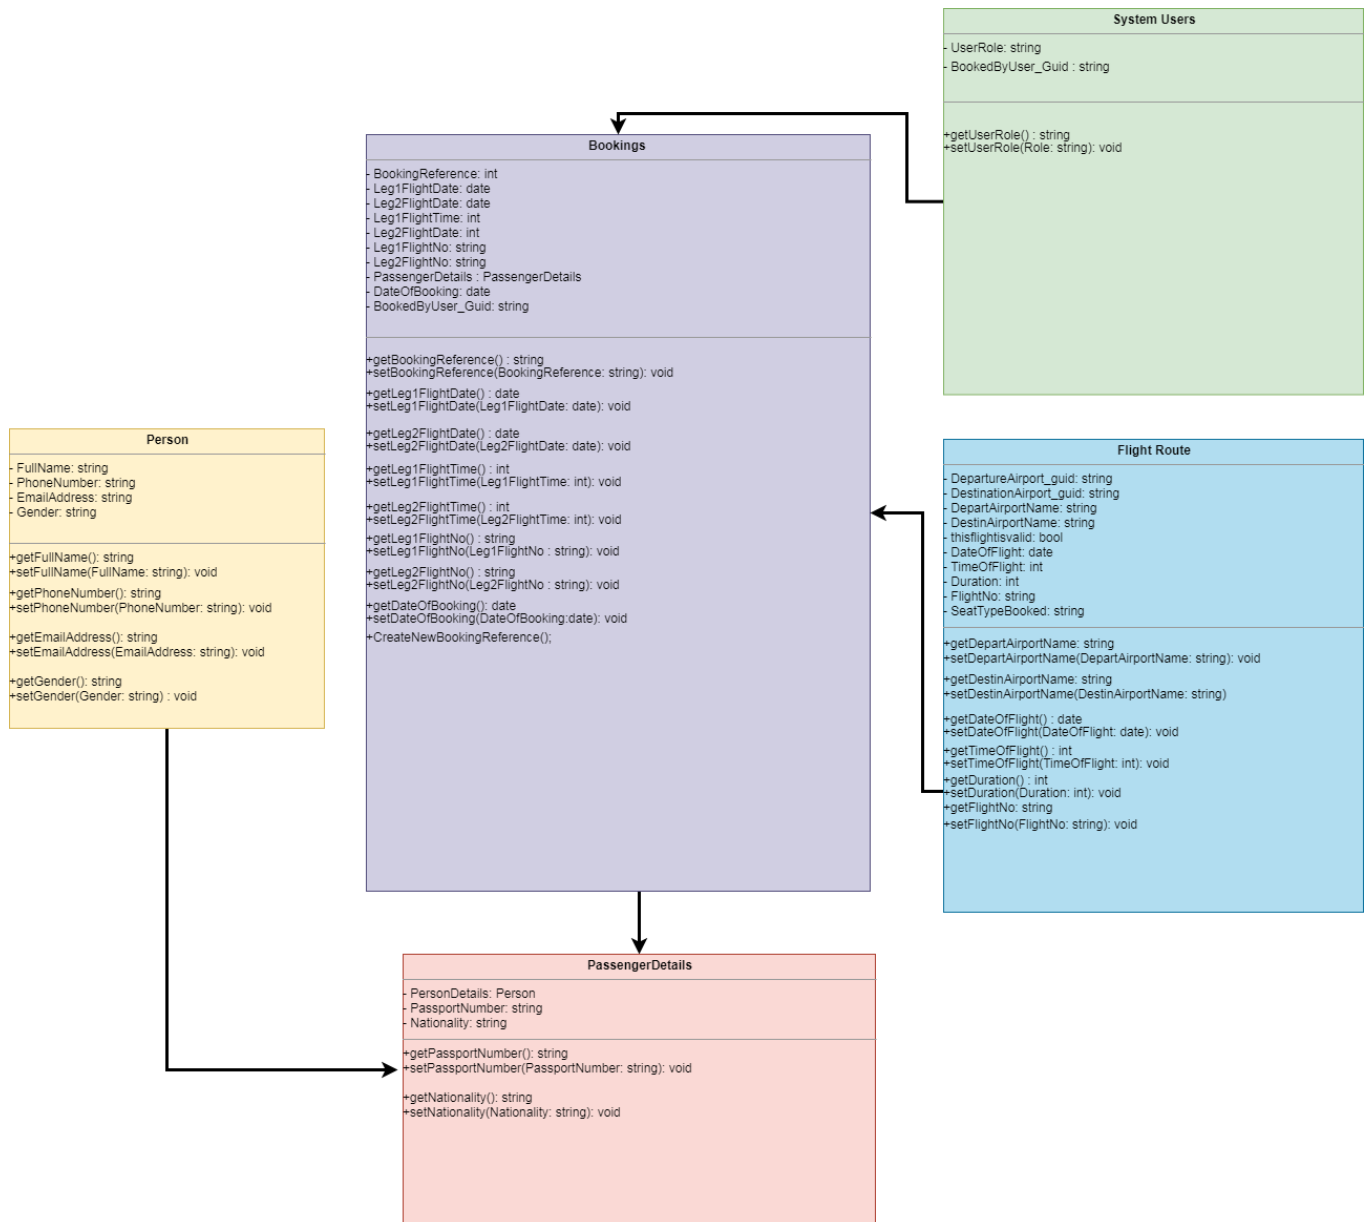 System Users
- UserRole: string
- BookedByUser_Guid : string
+getUserRole() : string
+setUserRole(Role: string): void
Bookings
- BookingReference: int
- Leg1FlightDate: date
- Leg2FlightDate: date
- Leg1FlightTime: int
- Leg2FlightDate: int
- Leg1FlightNo: string
- Leg2FlightNo: string
- PassengerDetails : PassengerDetails
- DateOfBooking: date
- BookedByUser_Guid: string
+getBookingReference() : string
+setBookingReference(BookingReference: string): void
+getLeg1FlightDate() : date
+setLeg1FlightDate(Leg1FlightDate: date): void
+getLeg2FlightDate() : date
+setLeg2FlightDate(Leg2FlightDate: date): void
+getLeg1FlightTime() : int
+setLeg1FlightTime(Leg1FlightTime: int): void
+getLeg2FlightTime() : int
+setLeg2FlightTime(Leg2FlightTime: int): void
+getLeg1FlightNo() : string
+setLeg1FlightNo(Leg1FlightNo : string): void
+getLeg2FlightNo() : string
+setLeg2FlightNo(Leg2FlightNo : string): void
+getDateOfBooking(): date
+setDateOfBooking(DateOfBooking:date): void
+CreateNewBookingReference();
Person
- FullName: string
- PhoneNumber: string
- EmailAddress: string
- Gender: string
+getFullName(): string
+setFullName(FullName: string): void
+getPhoneNumber(): string
+setPhoneNumber(PhoneNumber: string): void
+getEmailAddress(): string
+setEmailAddress(EmailAddress: string): void
+getGender(): string
+setGender(Gender: string) : void
Flight Route
- DepartureAirport_guid: string
- DestinationAirport_guid: string
- DepartAirportName: string
- DestinAirportName: string
- thisflightisvalid: bool
- DateOfFlight: date
- TimeOfFlight: int
- Duration: int
- FlightNo: string
- SeatTypeBooked: string
+getDepartAirportName: string
+setDepartAirportName(DepartAirportName: string): void
+getDestinAirportName: string
+setDestinAirportName(DestinAirportName: string)
+getDateOfFlight() : date
+setDateOfFlight(DateOfFlight: date): void
+getTimeOfFlight() : int
+setTimeOfFlight(TimeOfFlight: int): void
+getDuration() : int
+setDuration(Duration: int): void
+getFlightNo: string
+setFlightNo(FlightNo: string): void
PassengerDetails
- PersonDetails: Person
- PassportNumber: string
- Nationality: string
+getPassportNumber(): string
+setPassportNumber(PassportNumber: string): void
+getNationality(): string
+setNationality(Nationality: string): void